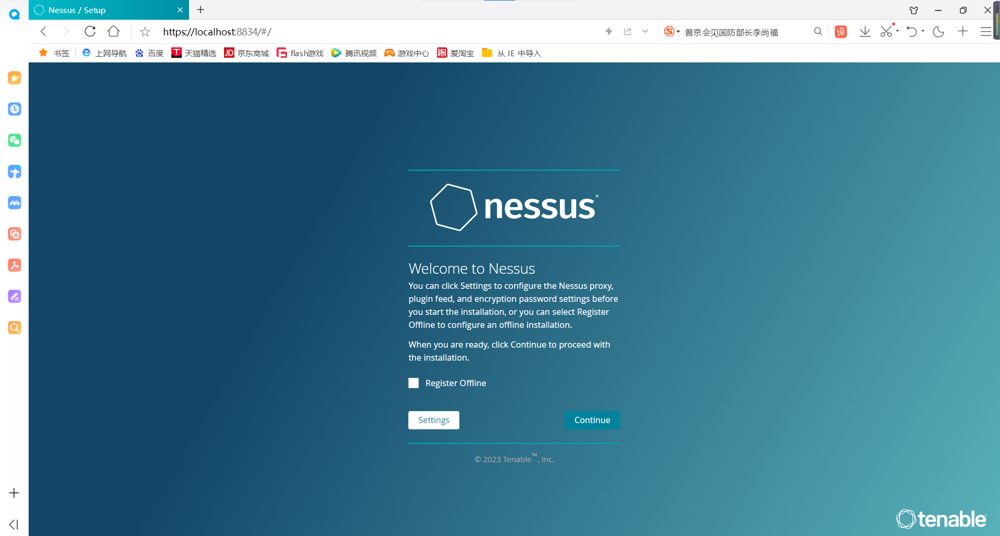 Nessus / Setup
https://localhost:8834/#/
普京会见国防部长李尚福
译
书签
上网导航
百度
天猫精选
JD 京东商城
flash游戏
腾讯视频
游戏中心
淘 爱淘宝
从 IE 中导入
nessus®
Welcome to Nessus
You can click Settings to configure the Nessus proxy,
plugin feed, and encryption password settings before
you start the installation, or you can select Register
Offline to configure an offline installation.
When you are ready, click Continue to proceed with
the installation.
Register Offline
Settings
Continue
© 2023 Tenable™, Inc.
tenable